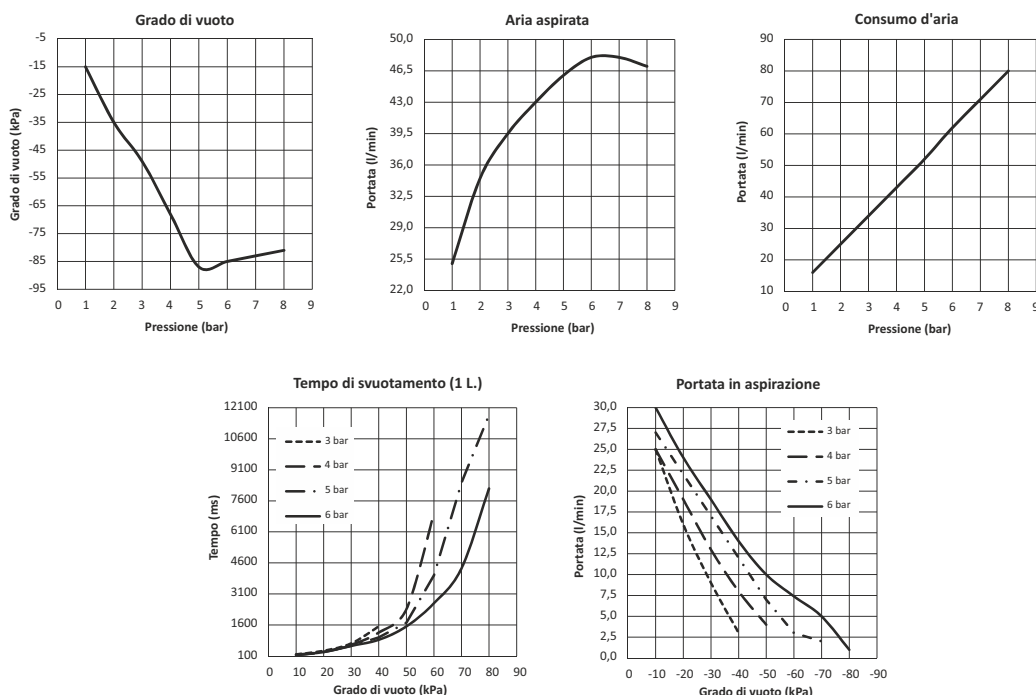 Grado di vuoto
-5
-15
-25
-35
-45
-55
-65
-75
-85
-95
Grado di vuoto (kPa)
0 1 2 3 4 5 6 7 8 9
Pressione (bar)
Aria aspirata
50,0
46,5
43,0
39,5
36,0
32,5
29,0
25,5
22,0
Portata (l/min)
0 1 2 3 4 5 6 7 8 9
Pressione (bar)
Consumo d'aria
90
80
70
60
50
40
30
20
10
Portata (l/min)
0 1 2 3 4 5 6 7 8 9
Pressione (bar)
Tempo di svuotamento (1 L.)
12100
10600
9100
7600
6100
4600
3100
1600
100
Tempo (ms)
3 bar
4 bar
5 bar
6 bar
0 10 20 30 40 50 60 70 80 90
Grado di vuoto (kPa)
Portata in aspirazione
30,0
27,5
25,0
22,5
20,0
17,5
15,0
12,5
10,0
7,5
5,0
2,5
0,0
Portata (l/min)
3 bar
4 bar
5 bar
6 bar
0 -10 -20 -30 -40 -50 -60 -70 -80 -90
Grado di vuoto (kPa)